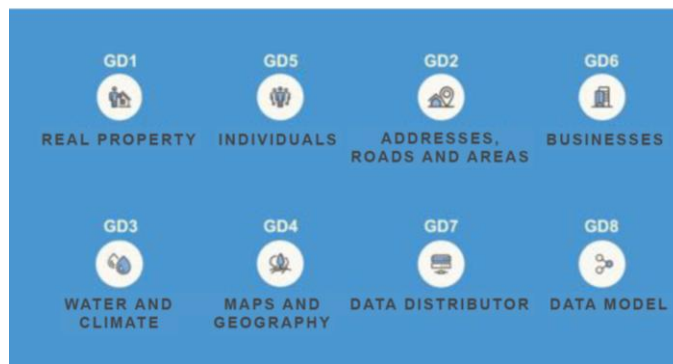 GD1
REAL PROPERTY
GD5
INDIVIDUALS
GD2
ADDRESSES,
ROADS AND AREAS
GD6
BUSINESSES
GD3
WATER AND
CLIMATE
GD4
MAPS AND
GEOGRAPHY
GD7
DATA DISTRIBUTOR
GD8
DATA MODEL